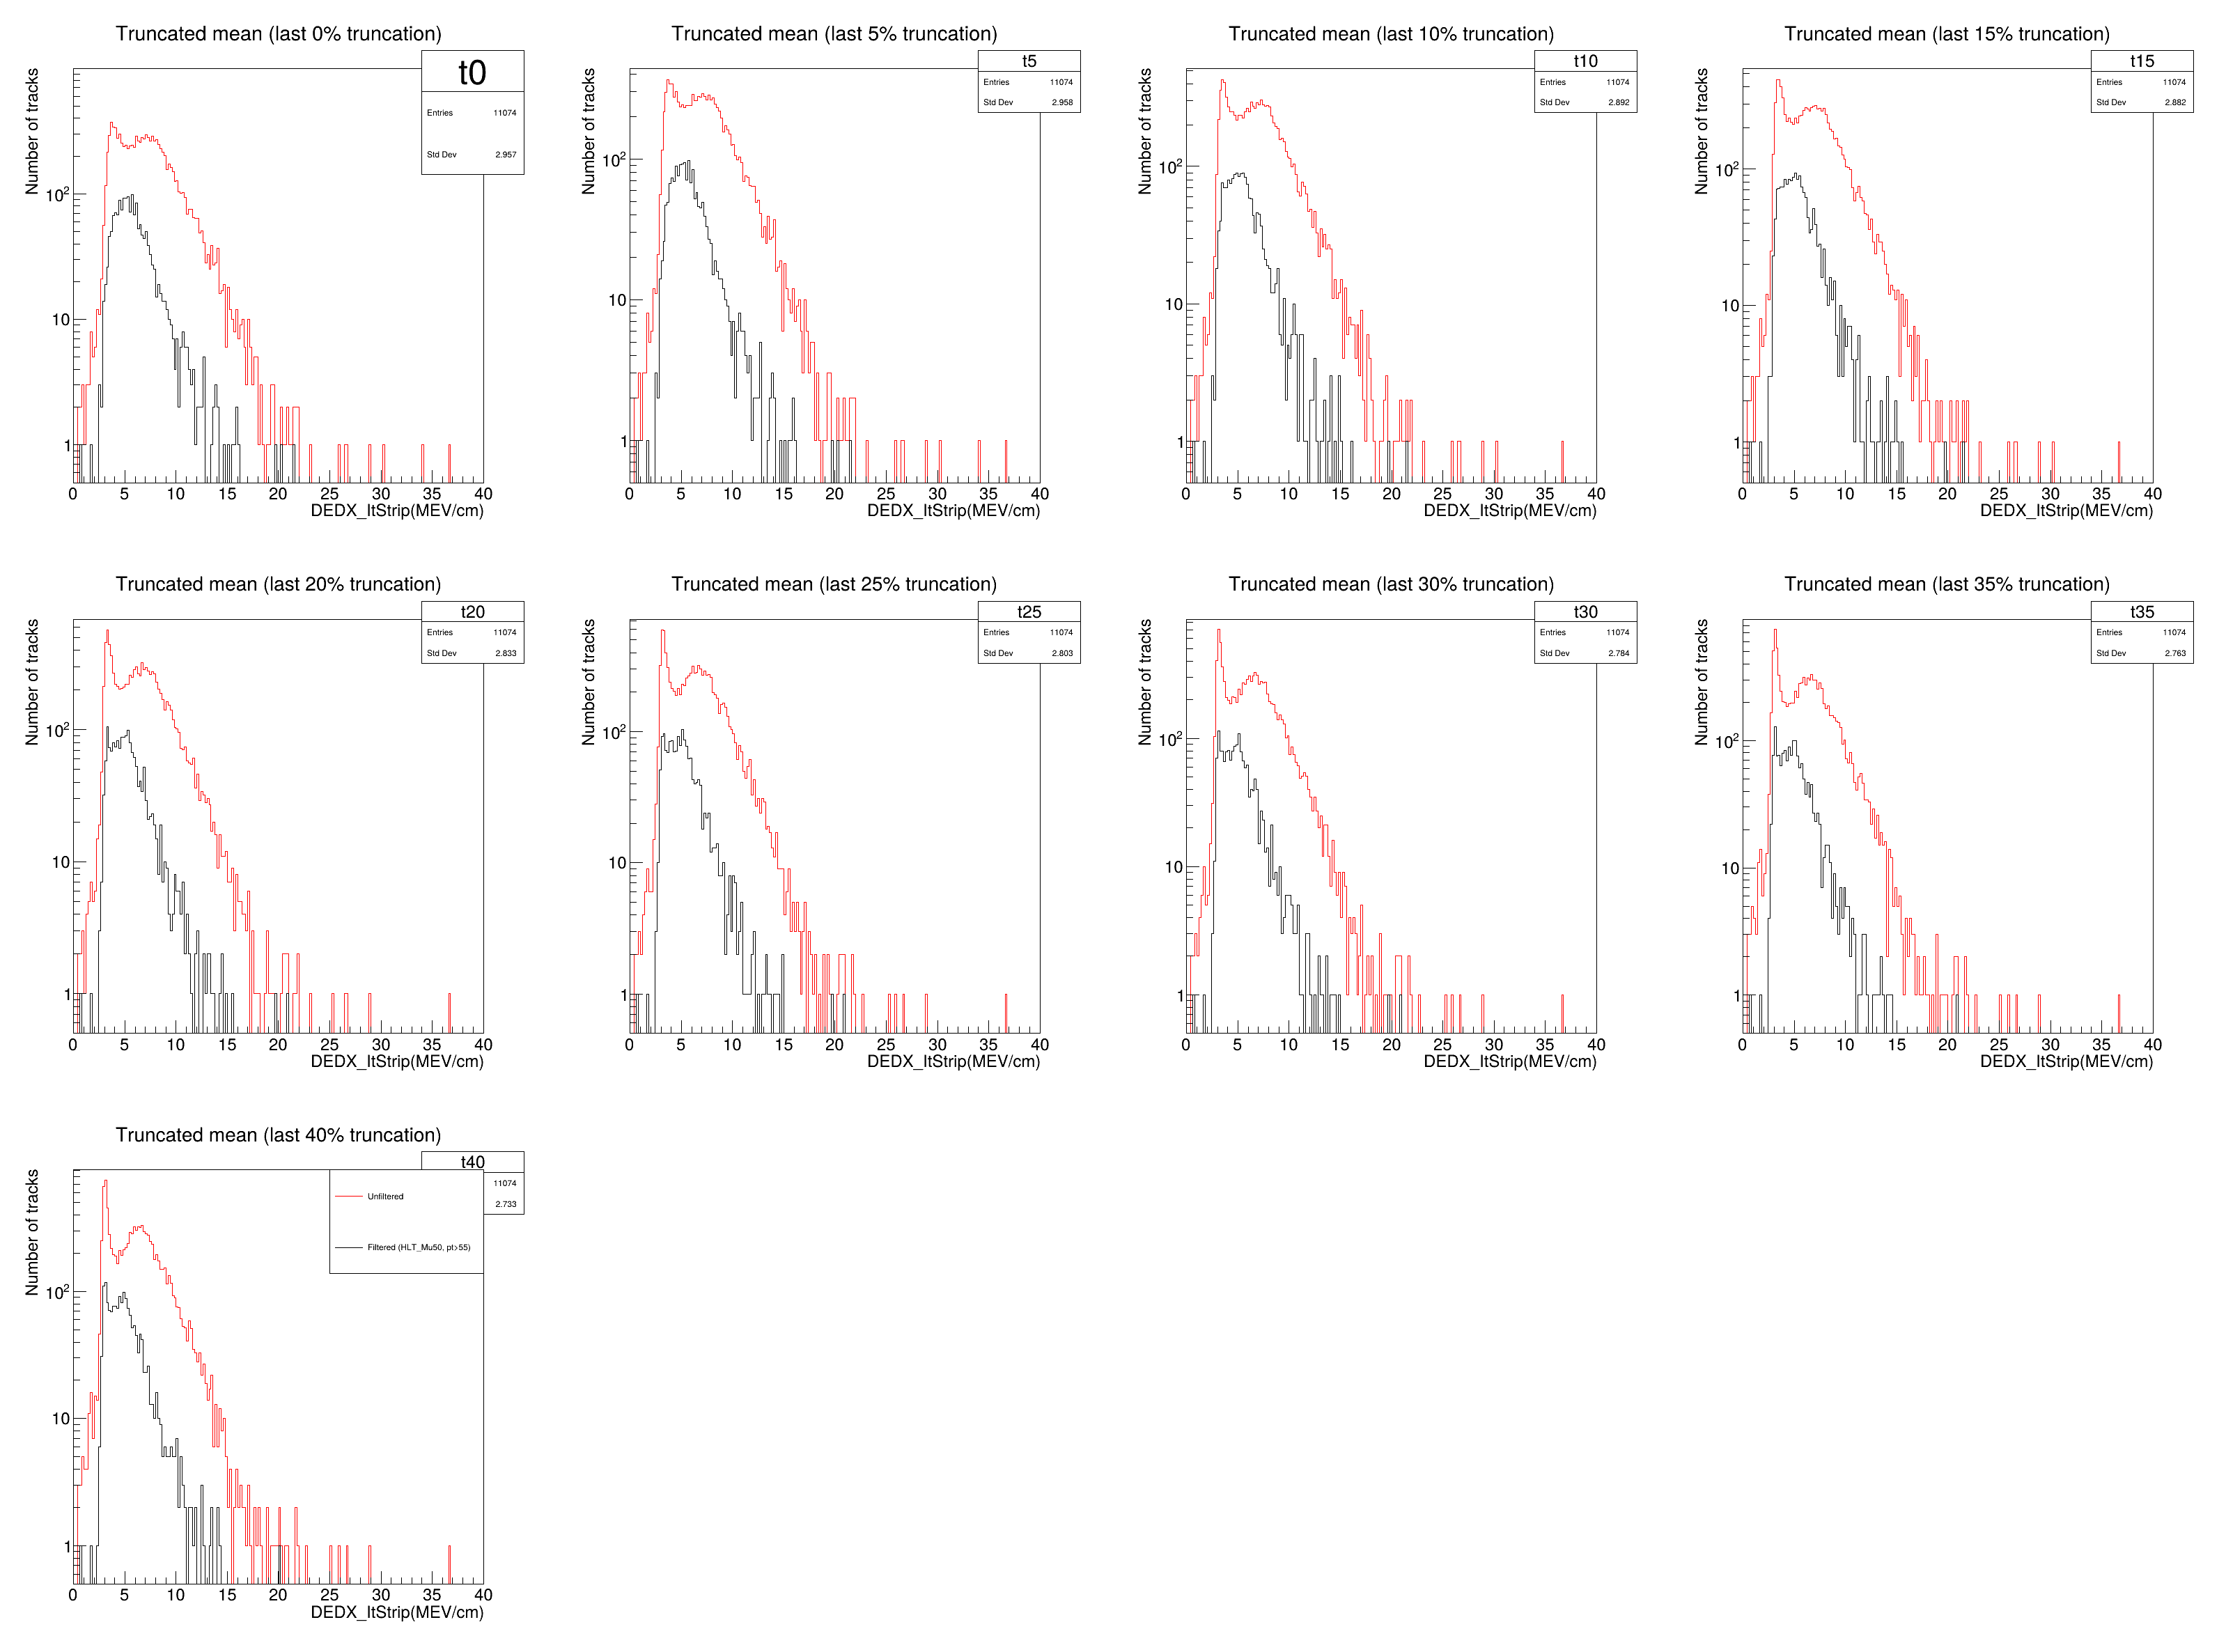 Truncated mean (last 0% truncation)
t0
Entries 11074
Std Dev 2.957
Number of tracks
10²
10
1
0 5 10 15 20 25 30 35 40
DEDX_ItStrip(MEV/cm)
Truncated mean (last 5% truncation)
t5
Entries 11074
Std Dev 2.958
Number of tracks
10²
10
1
0 5 10 15 20 25 30 35 40
DEDX_ItStrip(MEV/cm)
Truncated mean (last 10% truncation)
t10
Entries 11074
Std Dev 2.892
Number of tracks
10²
10
1
0 5 10 15 20 25 30 35 40
DEDX_ItStrip(MEV/cm)
Truncated mean (last 15% truncation)
t15
Entries 11074
Std Dev 2.882
Number of tracks
10²
10
1
0 5 10 15 20 25 30 35 40
DEDX_ItStrip(MEV/cm)
Truncated mean (last 20% truncation)
t20
Entries 11074
Std Dev 2.833
Number of tracks
10²
10
1
0 5 10 15 20 25 30 35 40
DEDX_ItStrip(MEV/cm)
Truncated mean (last 25% truncation)
t25
Entries 11074
Std Dev 2.803
Number of tracks
10²
10
1
0 5 10 15 20 25 30 35 40
DEDX_ItStrip(MEV/cm)
Truncated mean (last 30% truncation)
t30
Entries 11074
Std Dev 2.784
Number of tracks
10²
10
1
0 5 10 15 20 25 30 35 40
DEDX_ItStrip(MEV/cm)
Truncated mean (last 35% truncation)
t35
Entries 11074
Std Dev 2.763
Number of tracks
10²
10
1
0 5 10 15 20 25 30 35 40
DEDX_ItStrip(MEV/cm)
Truncated mean (last 40% truncation)
t40
11074
2.733
Unfiltered
Filtered (HLT_Mu50, pt>55)
Number of tracks
10²
10
1
0 5 10 15 20 25 30 35 40
DEDX_ItStrip(MEV/cm)